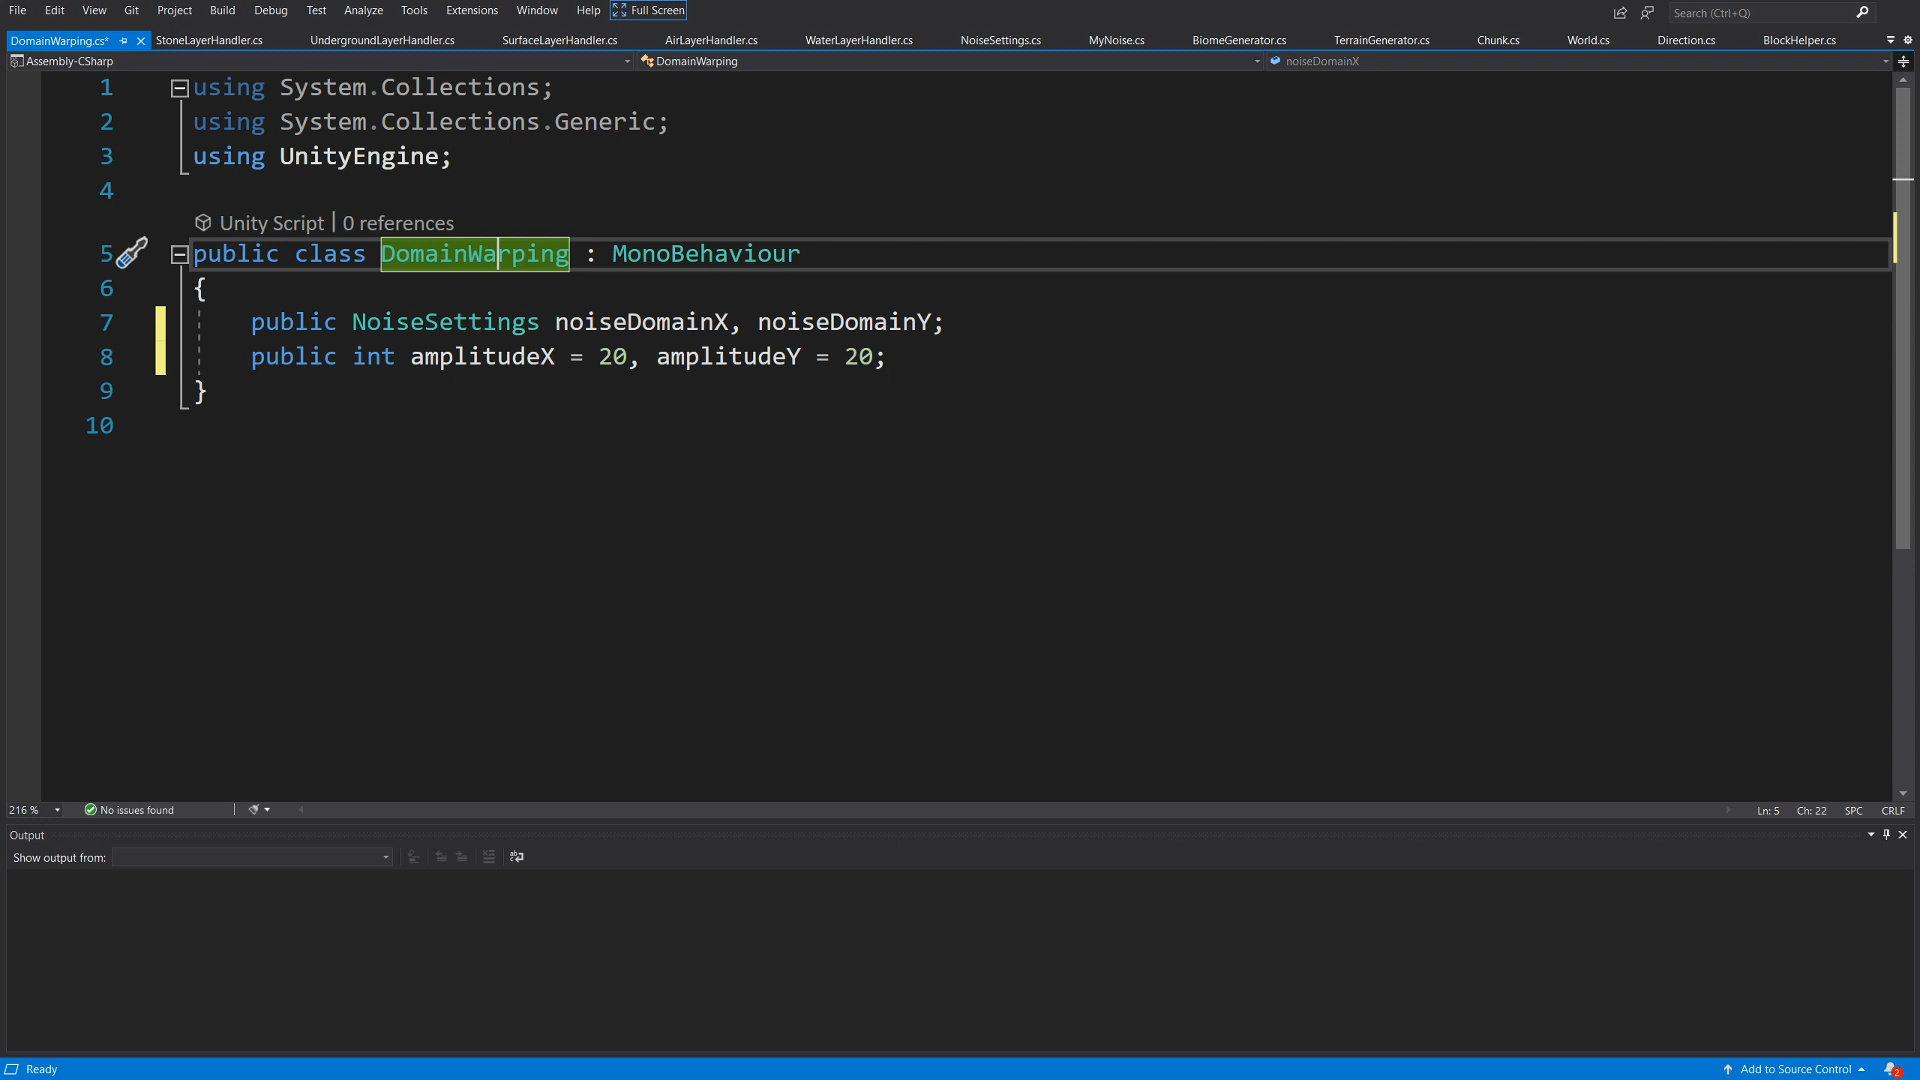 File Edit View Git Project Build Debug Test Analyze Tools Extensions Window Help Full Screen Search (Ctrl+Q)
DomainWarping.cs* StoneLayerHandler.cs UndergroundLayerHandler.cs SurfaceLayerHandler.cs AirLayerHandler.cs WaterLayerHandler.cs NoiseSettings.cs MyNoise.cs BiomeGenerator.cs TerrainGenerator.cs Chunk.cs World.cs Direction.cs BlockHelper.cs
Assembly-CSharp DomainWarping noiseDomainX
1 using System.Collections;
2 using System.Collections.Generic;
3 using UnityEngine;
4
Unity Script | 0 references
5 public class DomainWarping : MonoBehaviour
6 {
7 public NoiseSettings noiseDomainX, noiseDomainY;
8 public int amplitudeX = 20, amplitudeY = 20;
9 }
10
216 % No issues found Ln: 5 Ch: 22 SPC CRLF
Output
Show output from:
Ready Add to Source Control 2